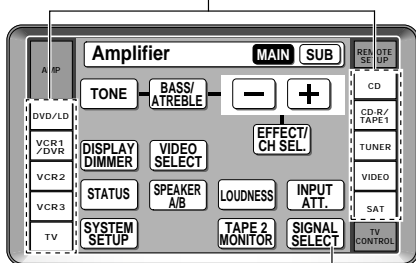 AMP
DVD/LD
VCR1
/DVR
VCR2
VCR3
TV
Amplifier
MAIN
SUB
TONE
BASS/
ATREBLE
− +
EFFECT/
CH SEL.
DISPLAY
DIMMER
VIDEO
SELECT
STATUS
SPEAKER
A/B
LOUDNESS
INPUT
ATT.
SYSTEM
SETUP
TAPE 2
MONITOR
SIGNAL
SELECT
REMOTE
SETUP
CD
CD-R/
TAPE1
TUNER
VIDEO
SAT
TV
CONTROL